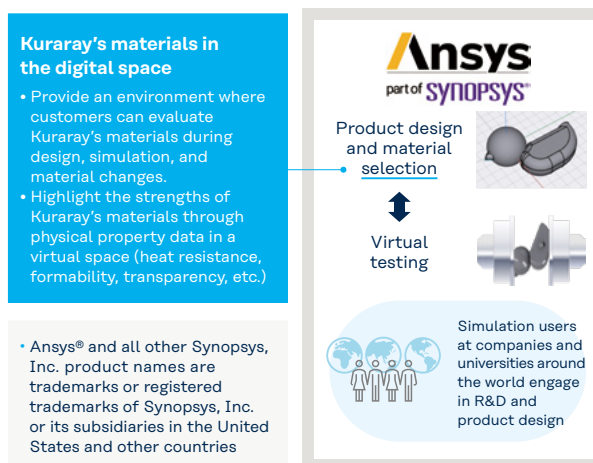 Kuraray's materials in
the digital space
• Provide an environment where
customers can evaluate
Kuraray's materials during
design, simulation, and
material changes.
• Highlight the strengths of
Kuraray's materials through
physical property data in a
virtual space (heat resistance,
formability, transparency, etc.)
• Ansys® and all other Synopsys,
Inc. product names are
trademarks or registered
trademarks of Synopsys, Inc.
or its subsidiaries in the United
States and other countries
Ansys
part of SYNOPSYS®
Product design
and material
selection
Virtual
testing
Simulation users
at companies and
universities around
the world engage
in R&D and
product design